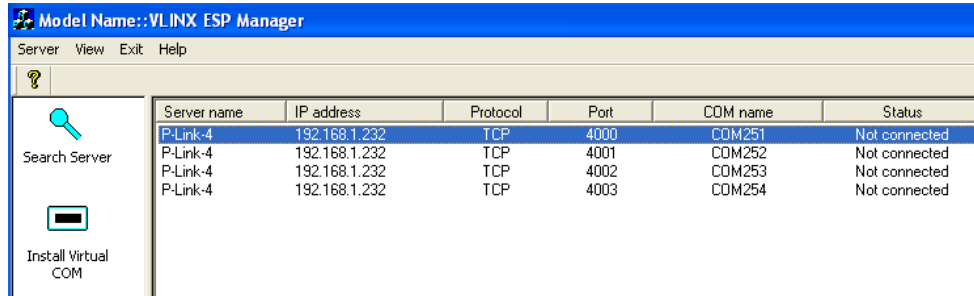 Model Name::VLINX ESP Manager
Server View Exit Help
Server name IP address Protocol Port COM name Status
P-Link-4 192.168.1.232 TCP 4000 COM251 Not connected
P-Link-4 192.168.1.232 TCP 4001 COM252 Not connected
P-Link-4 192.168.1.232 TCP 4002 COM253 Not connected
P-Link-4 192.168.1.232 TCP 4003 COM254 Not connected
Search Server
Install Virtual
COM